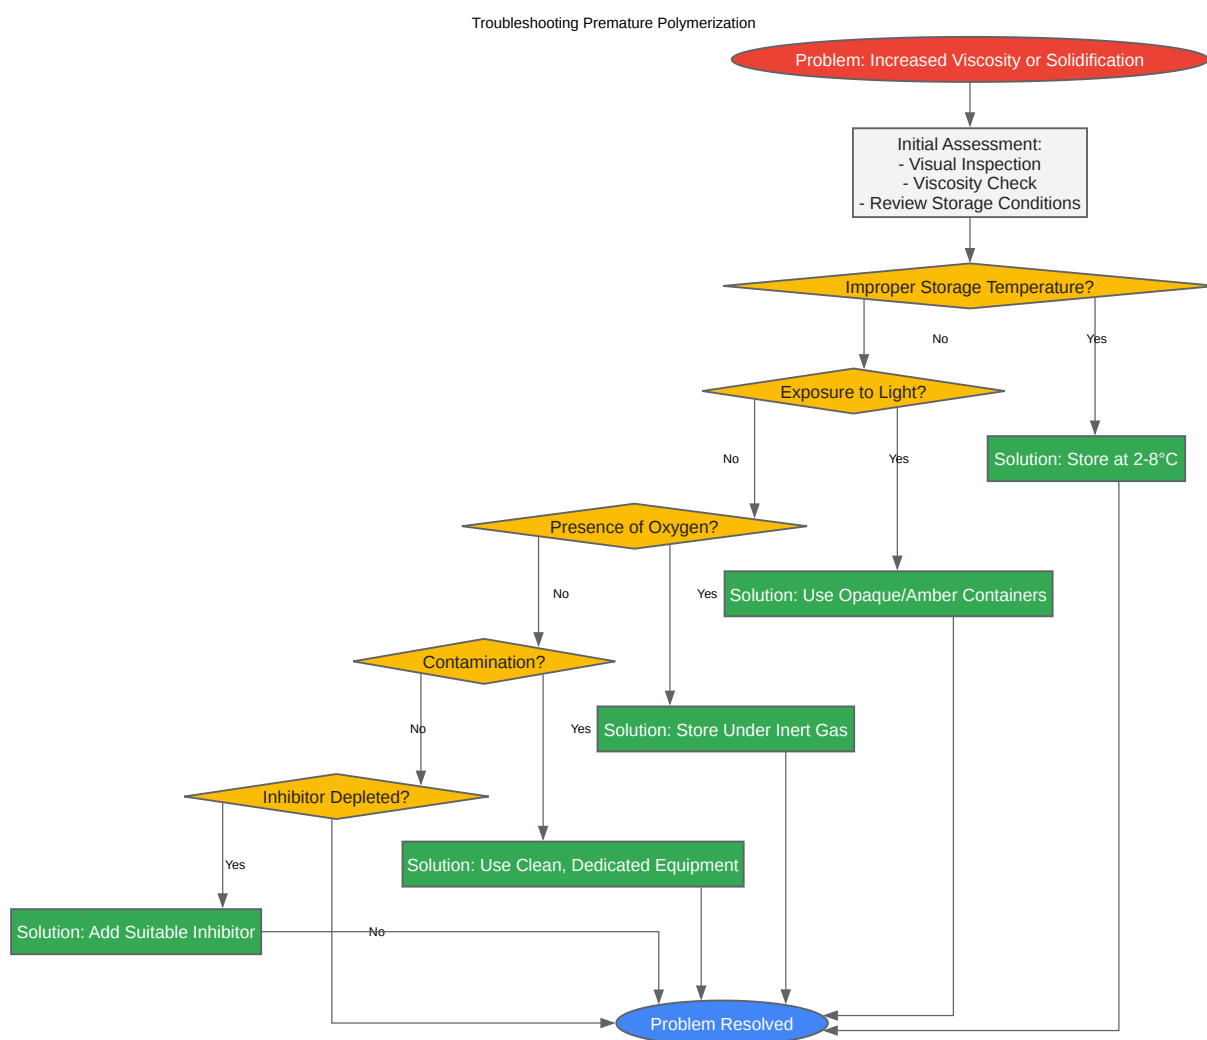 Troubleshooting Premature Polymerization
Problem: Increased Viscosity or Solidification
Initial Assessment:
- Visual Inspection
- Viscosity Check
- Review Storage Conditions
Improper Storage Temperature?
No
Yes
Exposure to Light?
No
Yes
Solution: Store at 2-8°C
Presence of Oxygen?
No
Yes
Solution: Use Opaque/Amber Containers
Contamination?
No
Yes
Solution: Store Under Inert Gas
Inhibitor Depleted?
Yes
Solution: Use Clean, Dedicated Equipment
Solution: Add Suitable Inhibitor
No
Problem Resolved